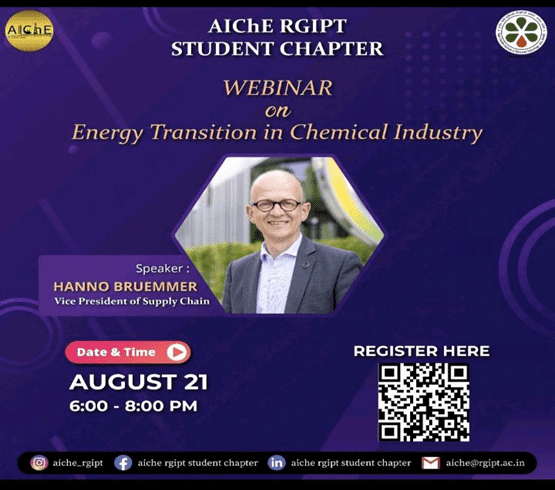 AIChE
AIChE RGIPT
STUDENT CHAPTER
WEBINAR
on
Energy Transition in Chemical Industry
Speaker :
HANNO BRUEMMER
Vice President of Supply Chain
Date & Time
AUGUST 21
6:00 - 8:00 PM
REGISTER HERE
aiche_rgipt
aiche rgipt student chapter
aiche rgipt student chapter
aiche@rgipt.ac.in